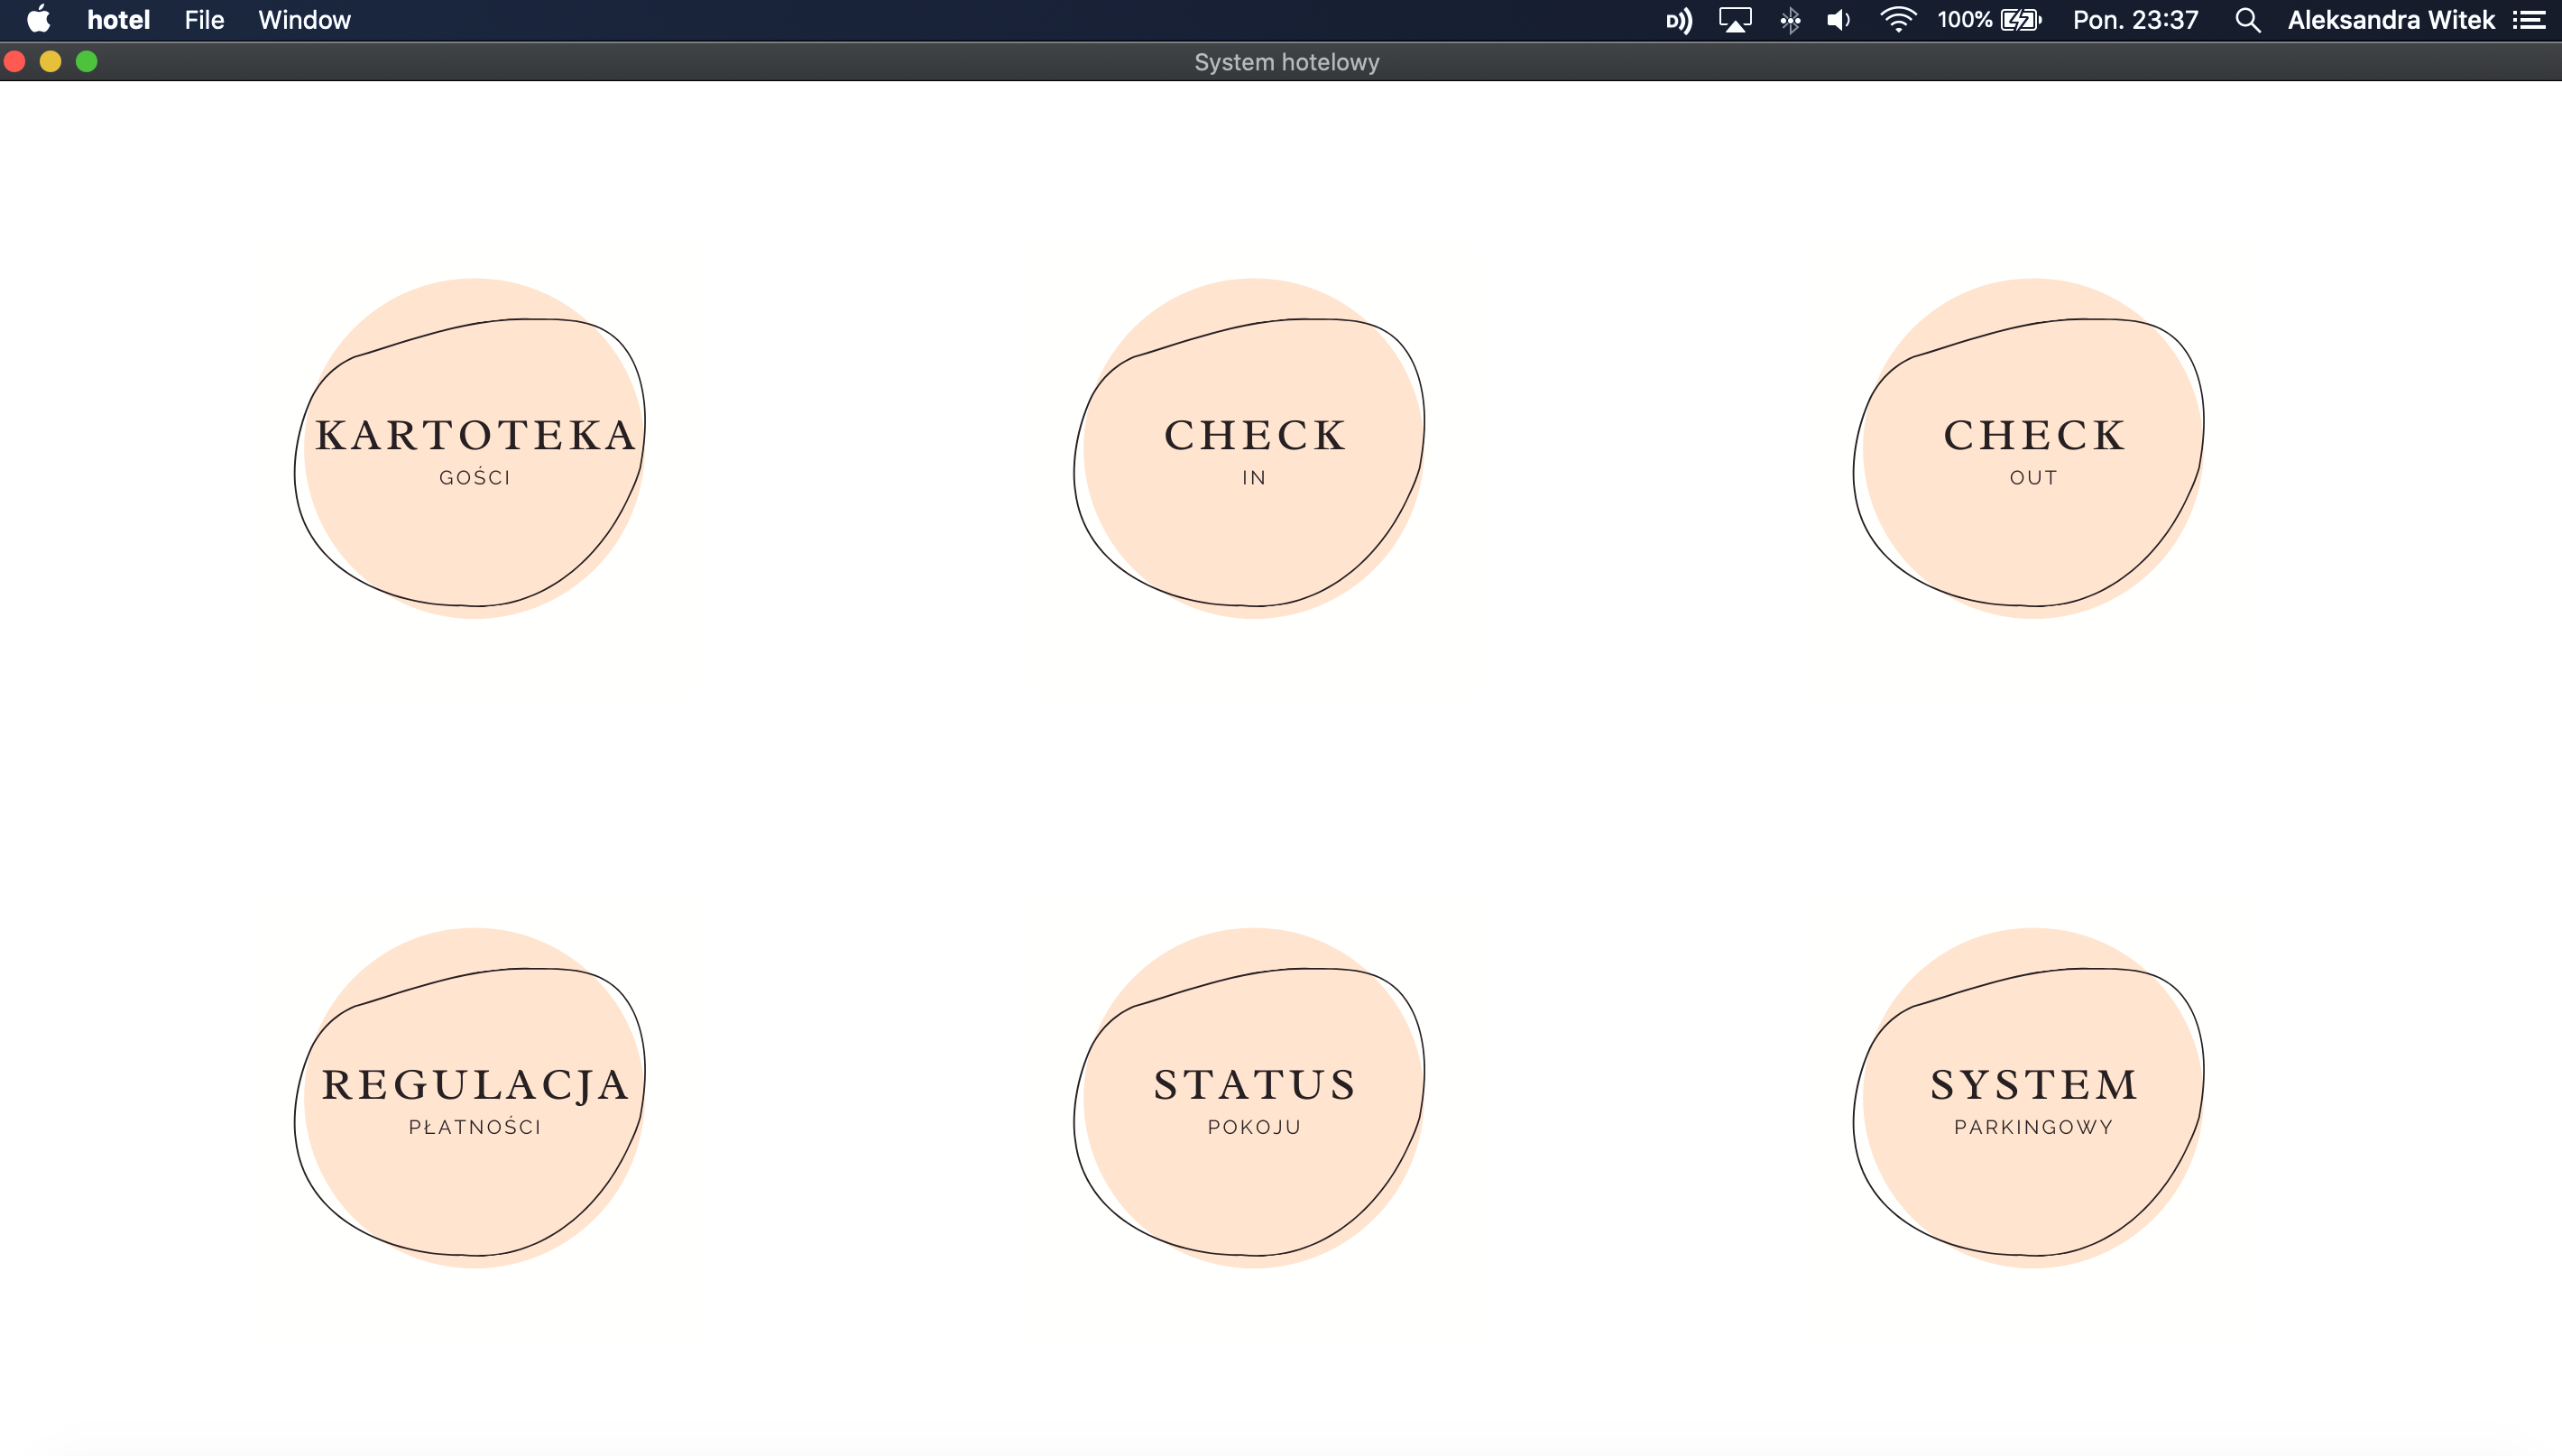 hotel File Window 100% Pon. 23:37 Aleksandra Witek
System hotelowy
KARTOTEKA
GOŚCI
CHECK
IN
CHECK
OUT
REGULACJA
PŁATNOŚCI
STATUS
POKOJU
SYSTEM
PARKINGOWY